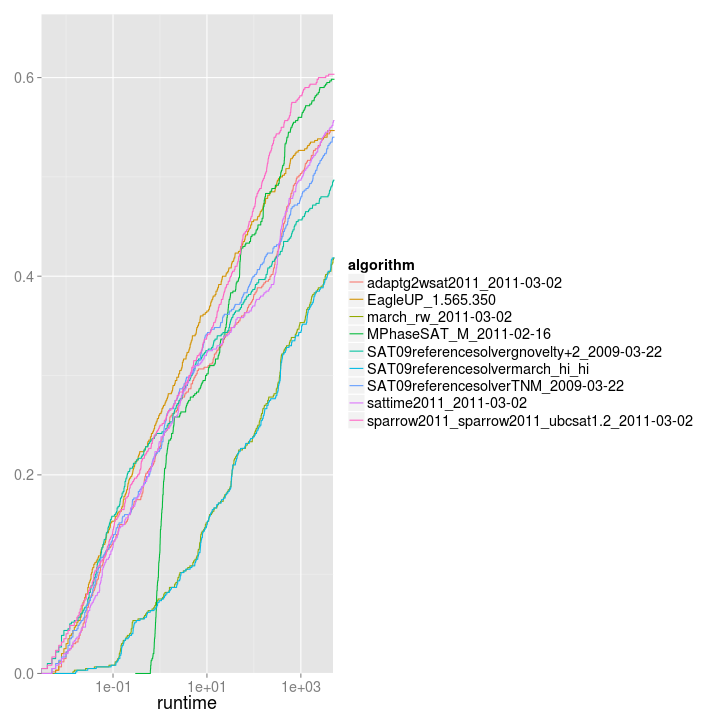 0.6
0.4
0.2
0.0
1e-01 1e+01 1e+03
runtime
algorithm
adaptg2wsat2011_2011-03-02
EagleUP_1.565.350
march_rw_2011-03-02
MPhaseSAT_M_2011-02-16
SAT09referencesolvergnovelty+2_2009-03-22
SAT09referencesolvermarch_hi_hi
SAT09referencesolverTNM_2009-03-22
sattime2011_2011-03-02
sparrow2011_sparrow2011_ubcsat1.2_2011-03-02